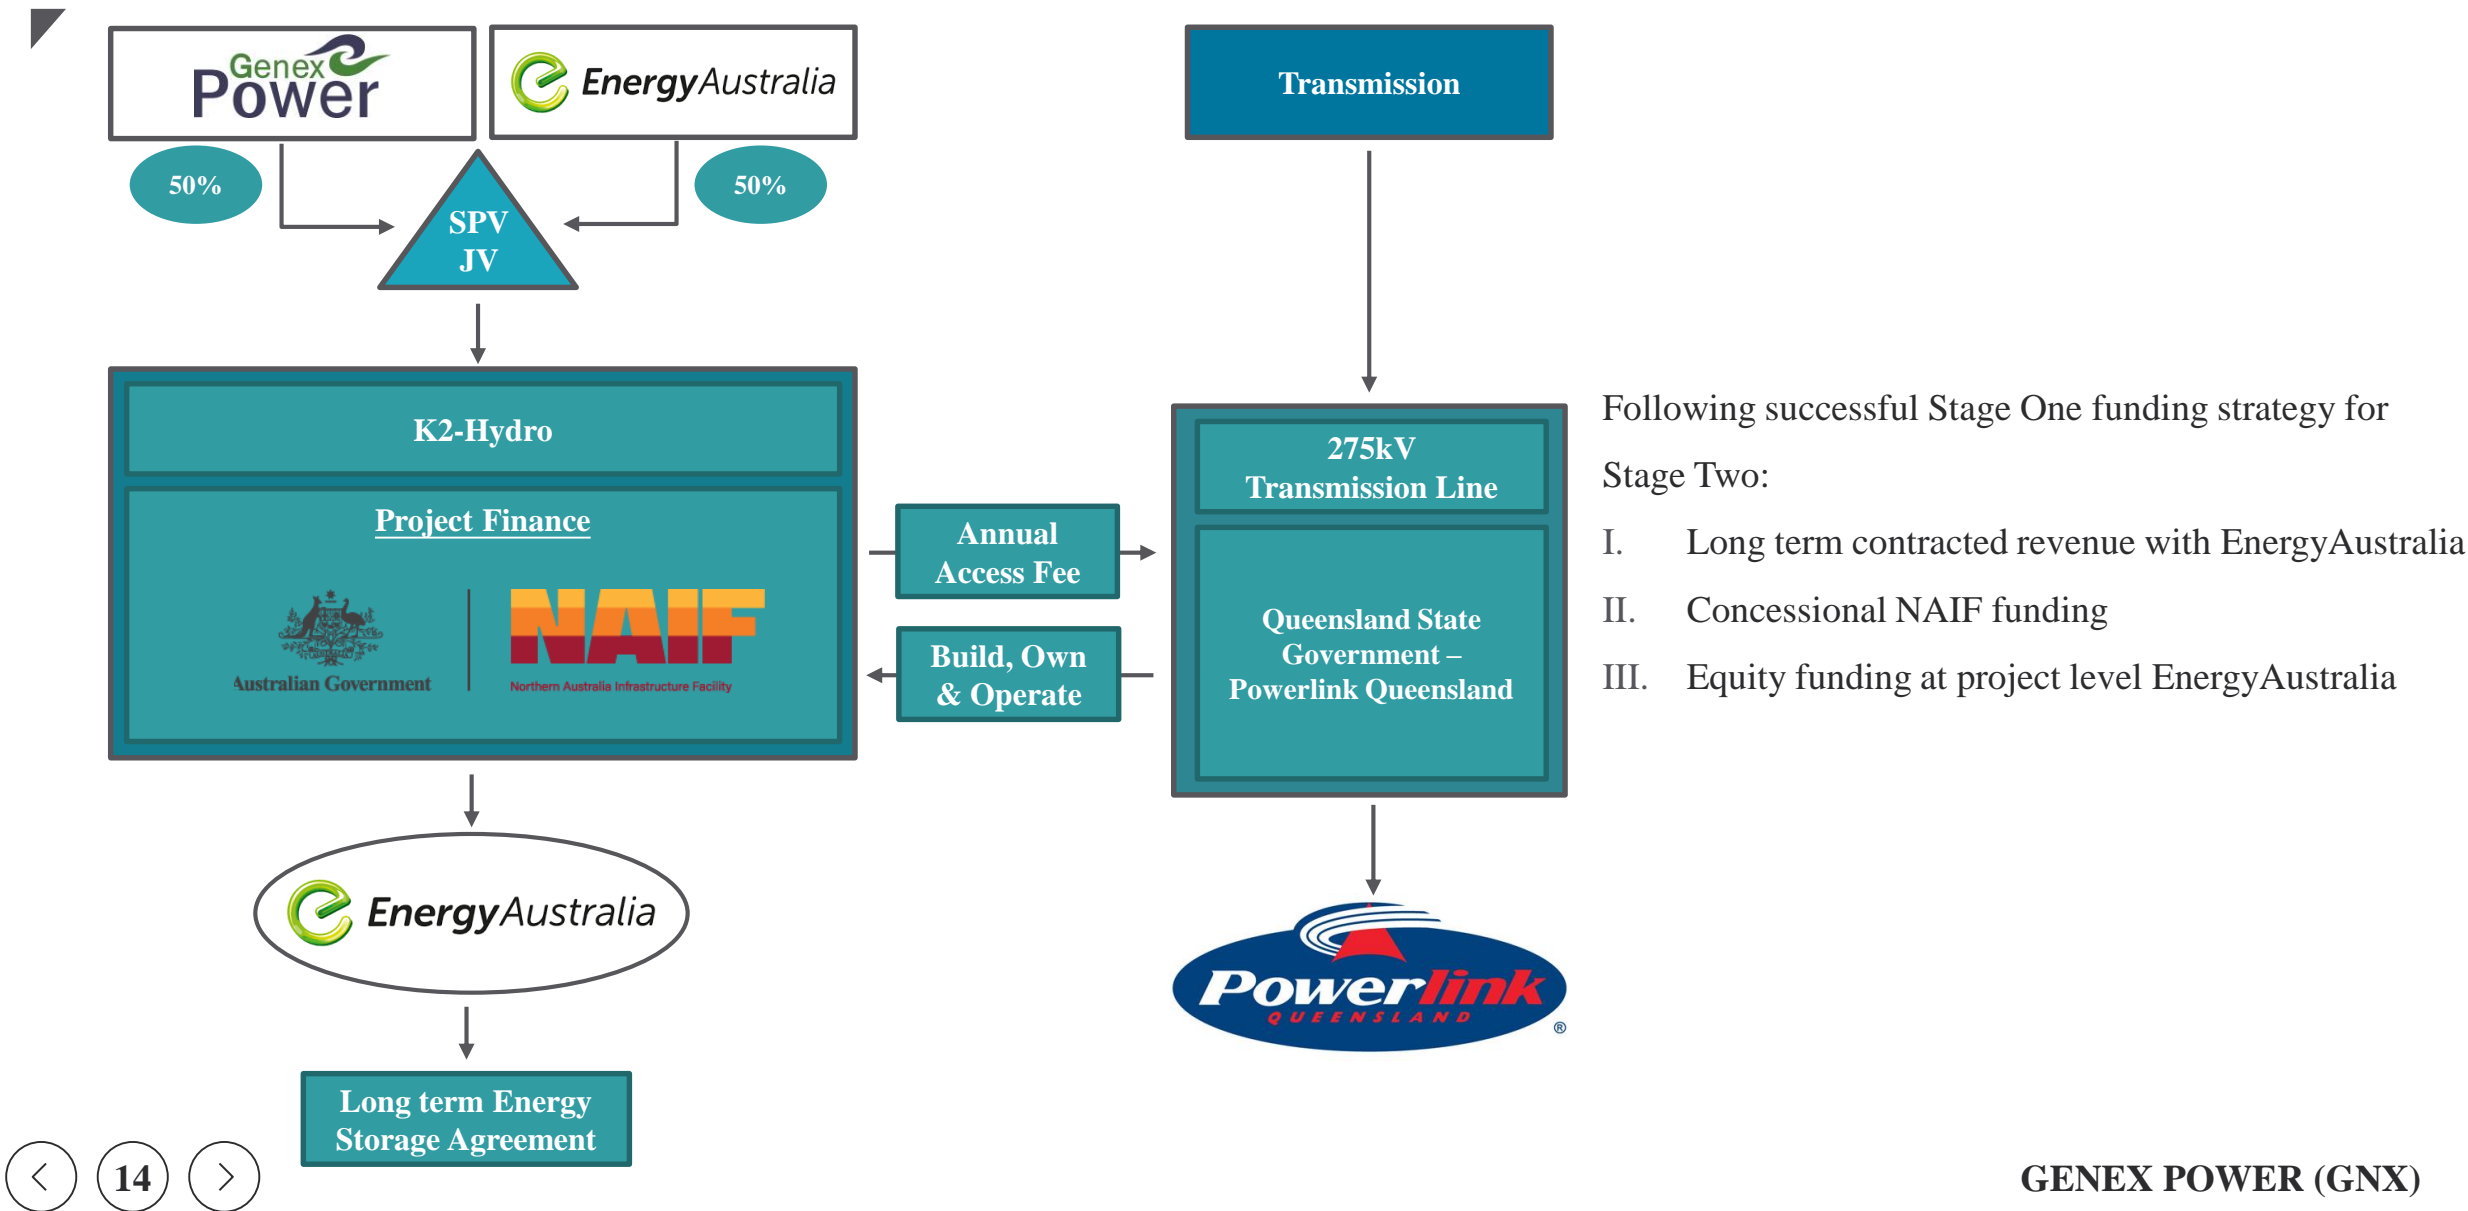 Genex
Power
EnergyAustralia
Transmission
50%
50%
SPV
JV
K2-Hydro
Project Finance
Australian Government
NAIF
Northern Australia Infrastructure Facility
Annual
Access Fee
Build, Own
& Operate
275kV
Transmission Line
Queensland State
Government –
Powerlink Queensland
Following successful Stage One funding strategy for
Stage Two:
I. Long term contracted revenue with EnergyAustralia
II. Concessional NAIF funding
III. Equity funding at project level EnergyAustralia
EnergyAustralia
Powerlink
QUEENSLAND
®
Long term Energy
Storage Agreement
14
GENEX POWER (GNX)